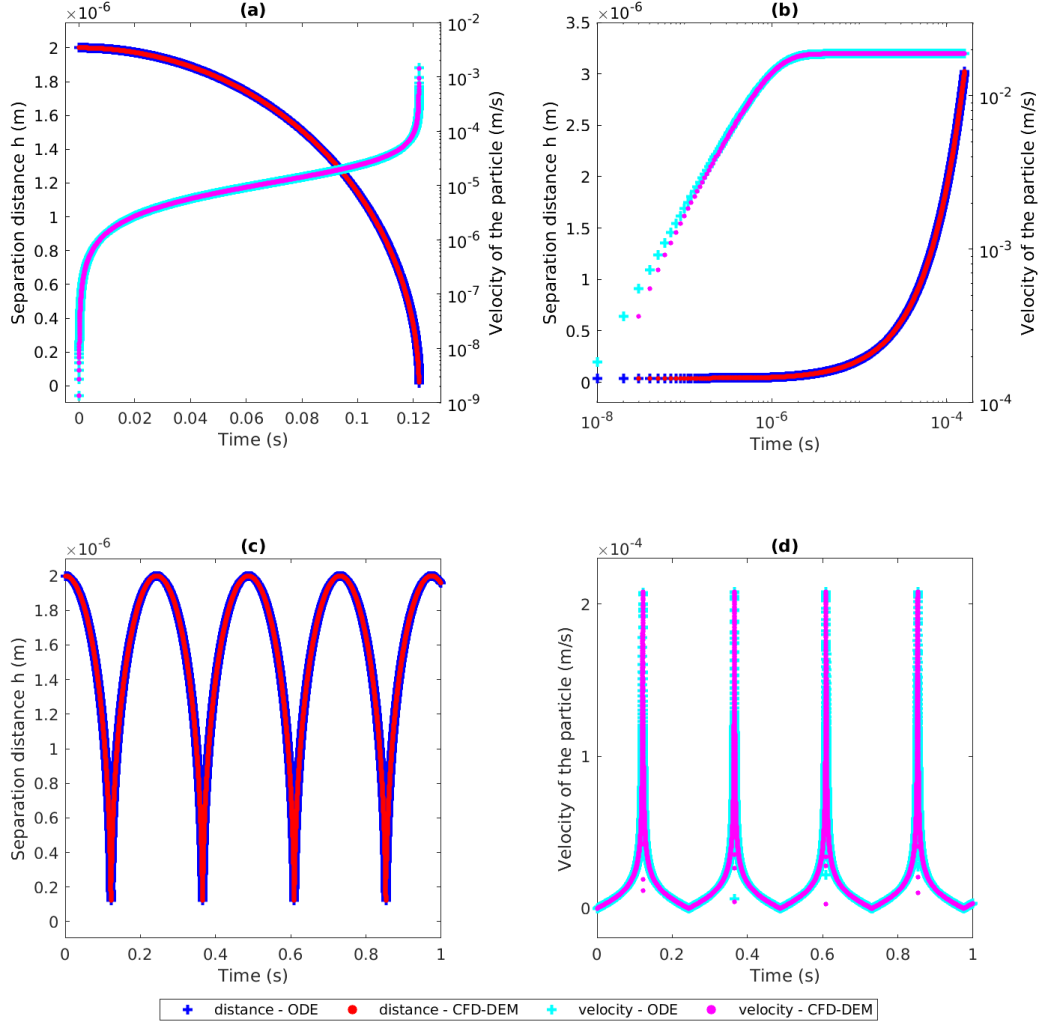 (a)
×10⁻⁶
Separation distance h (m)
2
1.8
1.6
1.4
1.2
1
0.8
0.6
0.4
0.2
0
10⁻²
10⁻³
10⁻⁴
10⁻⁵
10⁻⁶
10⁻⁷
10⁻⁸
10⁻⁹
Velocity of the particle (m/s)
0 0.02 0.04 0.06 0.08 0.1 0.12
Time (s)
(b)
×10⁻⁶
Separation distance h (m)
3.5
3
2.5
2
1.5
1
0.5
0
10⁻²
10⁻³
10⁻⁴
Velocity of the particle (m/s)
10⁻⁸ 10⁻⁶ 10⁻⁴
Time (s)
(c)
×10⁻⁶
Separation distance h (m)
2
1.8
1.6
1.4
1.2
1
0.8
0.6
0.4
0.2
0
0 0.2 0.4 0.6 0.8 1
Time (s)
(d)
×10⁻⁴
Velocity of the particle (m/s)
2
1
0
0 0.2 0.4 0.6 0.8 1
Time (s)
distance - ODE distance - CFD-DEM velocity - ODE velocity - CFD-DEM